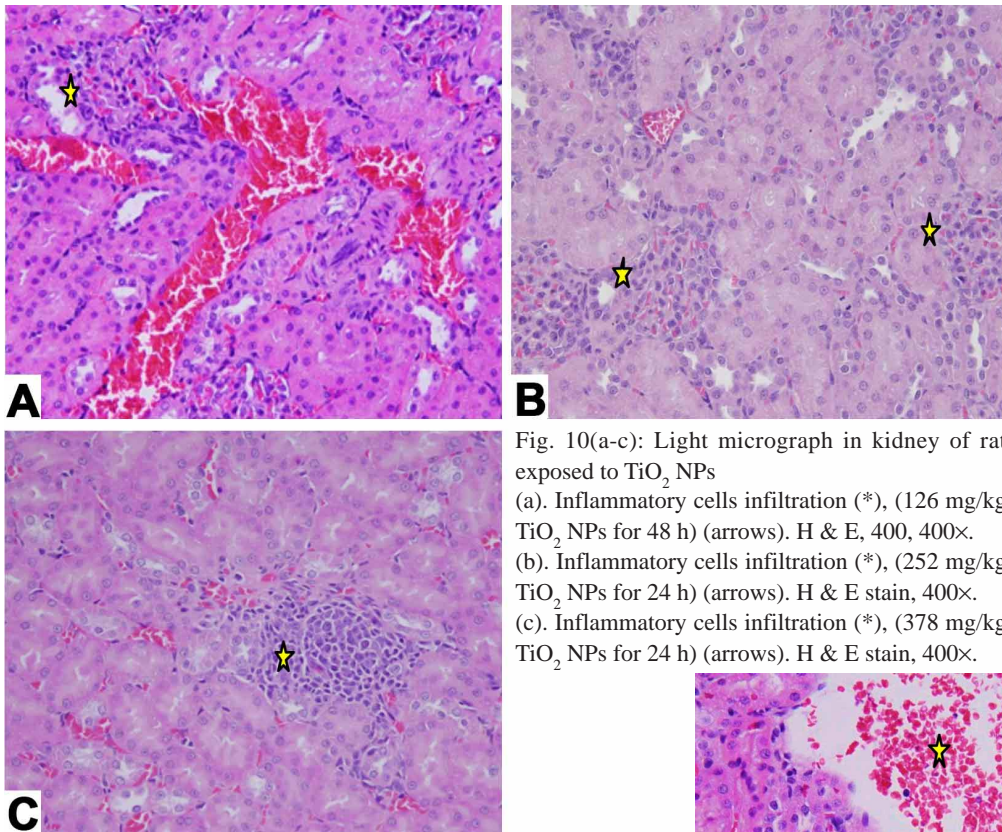 A
B
Fig. 10(a-c): Light micrograph in kidney of rat
exposed to TiO₂ NPs
(a). Inflammatory cells infiltration (*), (126 mg/kg
TiO₂ NPs for 48 h) (arrows). H & E, 400, 400×.
(b). Inflammatory cells infiltration (*), (252 mg/kg
TiO₂ NPs for 24 h) (arrows). H & E stain, 400×.
(c). Inflammatory cells infiltration (*), (378 mg/kg
TiO₂ NPs for 24 h) (arrows). H & E stain, 400×.
C